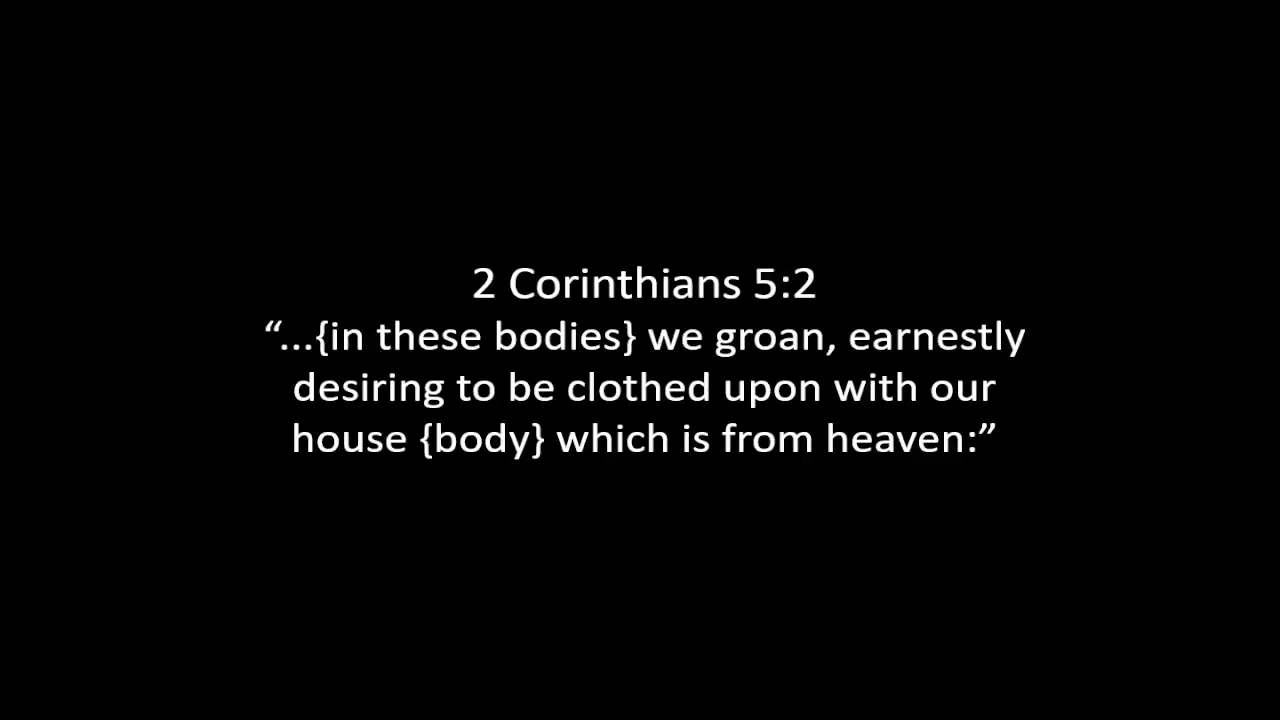 2 Corinthians 5:2
“...{in these bodies} we groan, earnestly
desiring to be clothed upon with our
house {body} which is from heaven:”